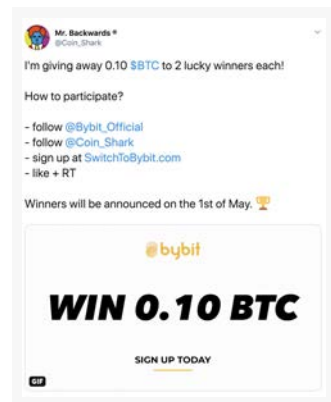 Mr. Backwards
@Coin_Shark
I'm giving away 0.10 $BTC to 2 lucky winners each!
How to participate?
- follow @Bybit_Official
- follow @Coin_Shark
- sign up at SwitchToBybit.com
- like + RT
Winners will be announced on the 1st of May. 🏆
bybit
WIN 0.10 BTC
SIGN UP TODAY
GIF